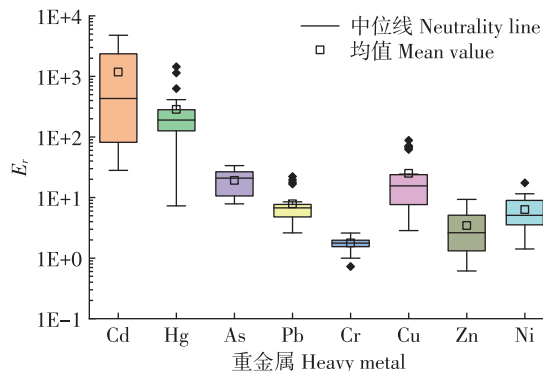 中位线 Neutrality line
均值 Mean value
1E+4
1E+3
1E+2
1E+1
1E+0
1E−1
Er
Cd Hg As Pb Cr Cu Zn Ni
重金属 Heavy metal